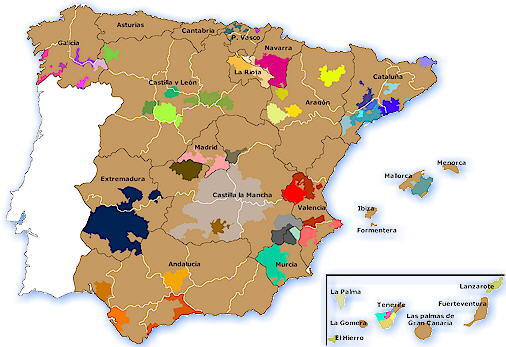 Asturias
Cantabria
P. Vasco
Galicia
Navarra
La Rioja
Cataluña
Castilla y León
Aragón
Madrid
Menorca
Mallorca
Extremadura
Castilla la Mancha
Valencia
Ibiza
Formentera
Andalucía
Murcia
La Palma
Lanzarote
Tenerife
Fuerteventura
La Gomera
Las palmas de
Gran Canaria
El Hierro